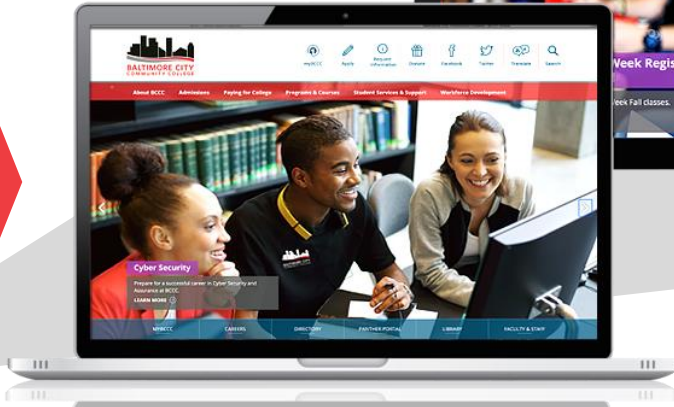 BALTIMORE CITY
COMMUNITY COLLEGE
myBCCC
Apply
Request
Information
Donate
Facebook
Twitter
Translate
Search
About BCCC
Admissions
Paying for College
Programs & Courses
Student Services & Support
Workforce Development
Week Regis
Week Fall classes.
Cyber Security
Prepare for a successful career in Cyber Security and
Assurance at BCCC.
LEARN MORE
MYBCCC
CAREERS
DIRECTORY
PANTHER PORTAL
LIBRARY
FACULTY & STAFF